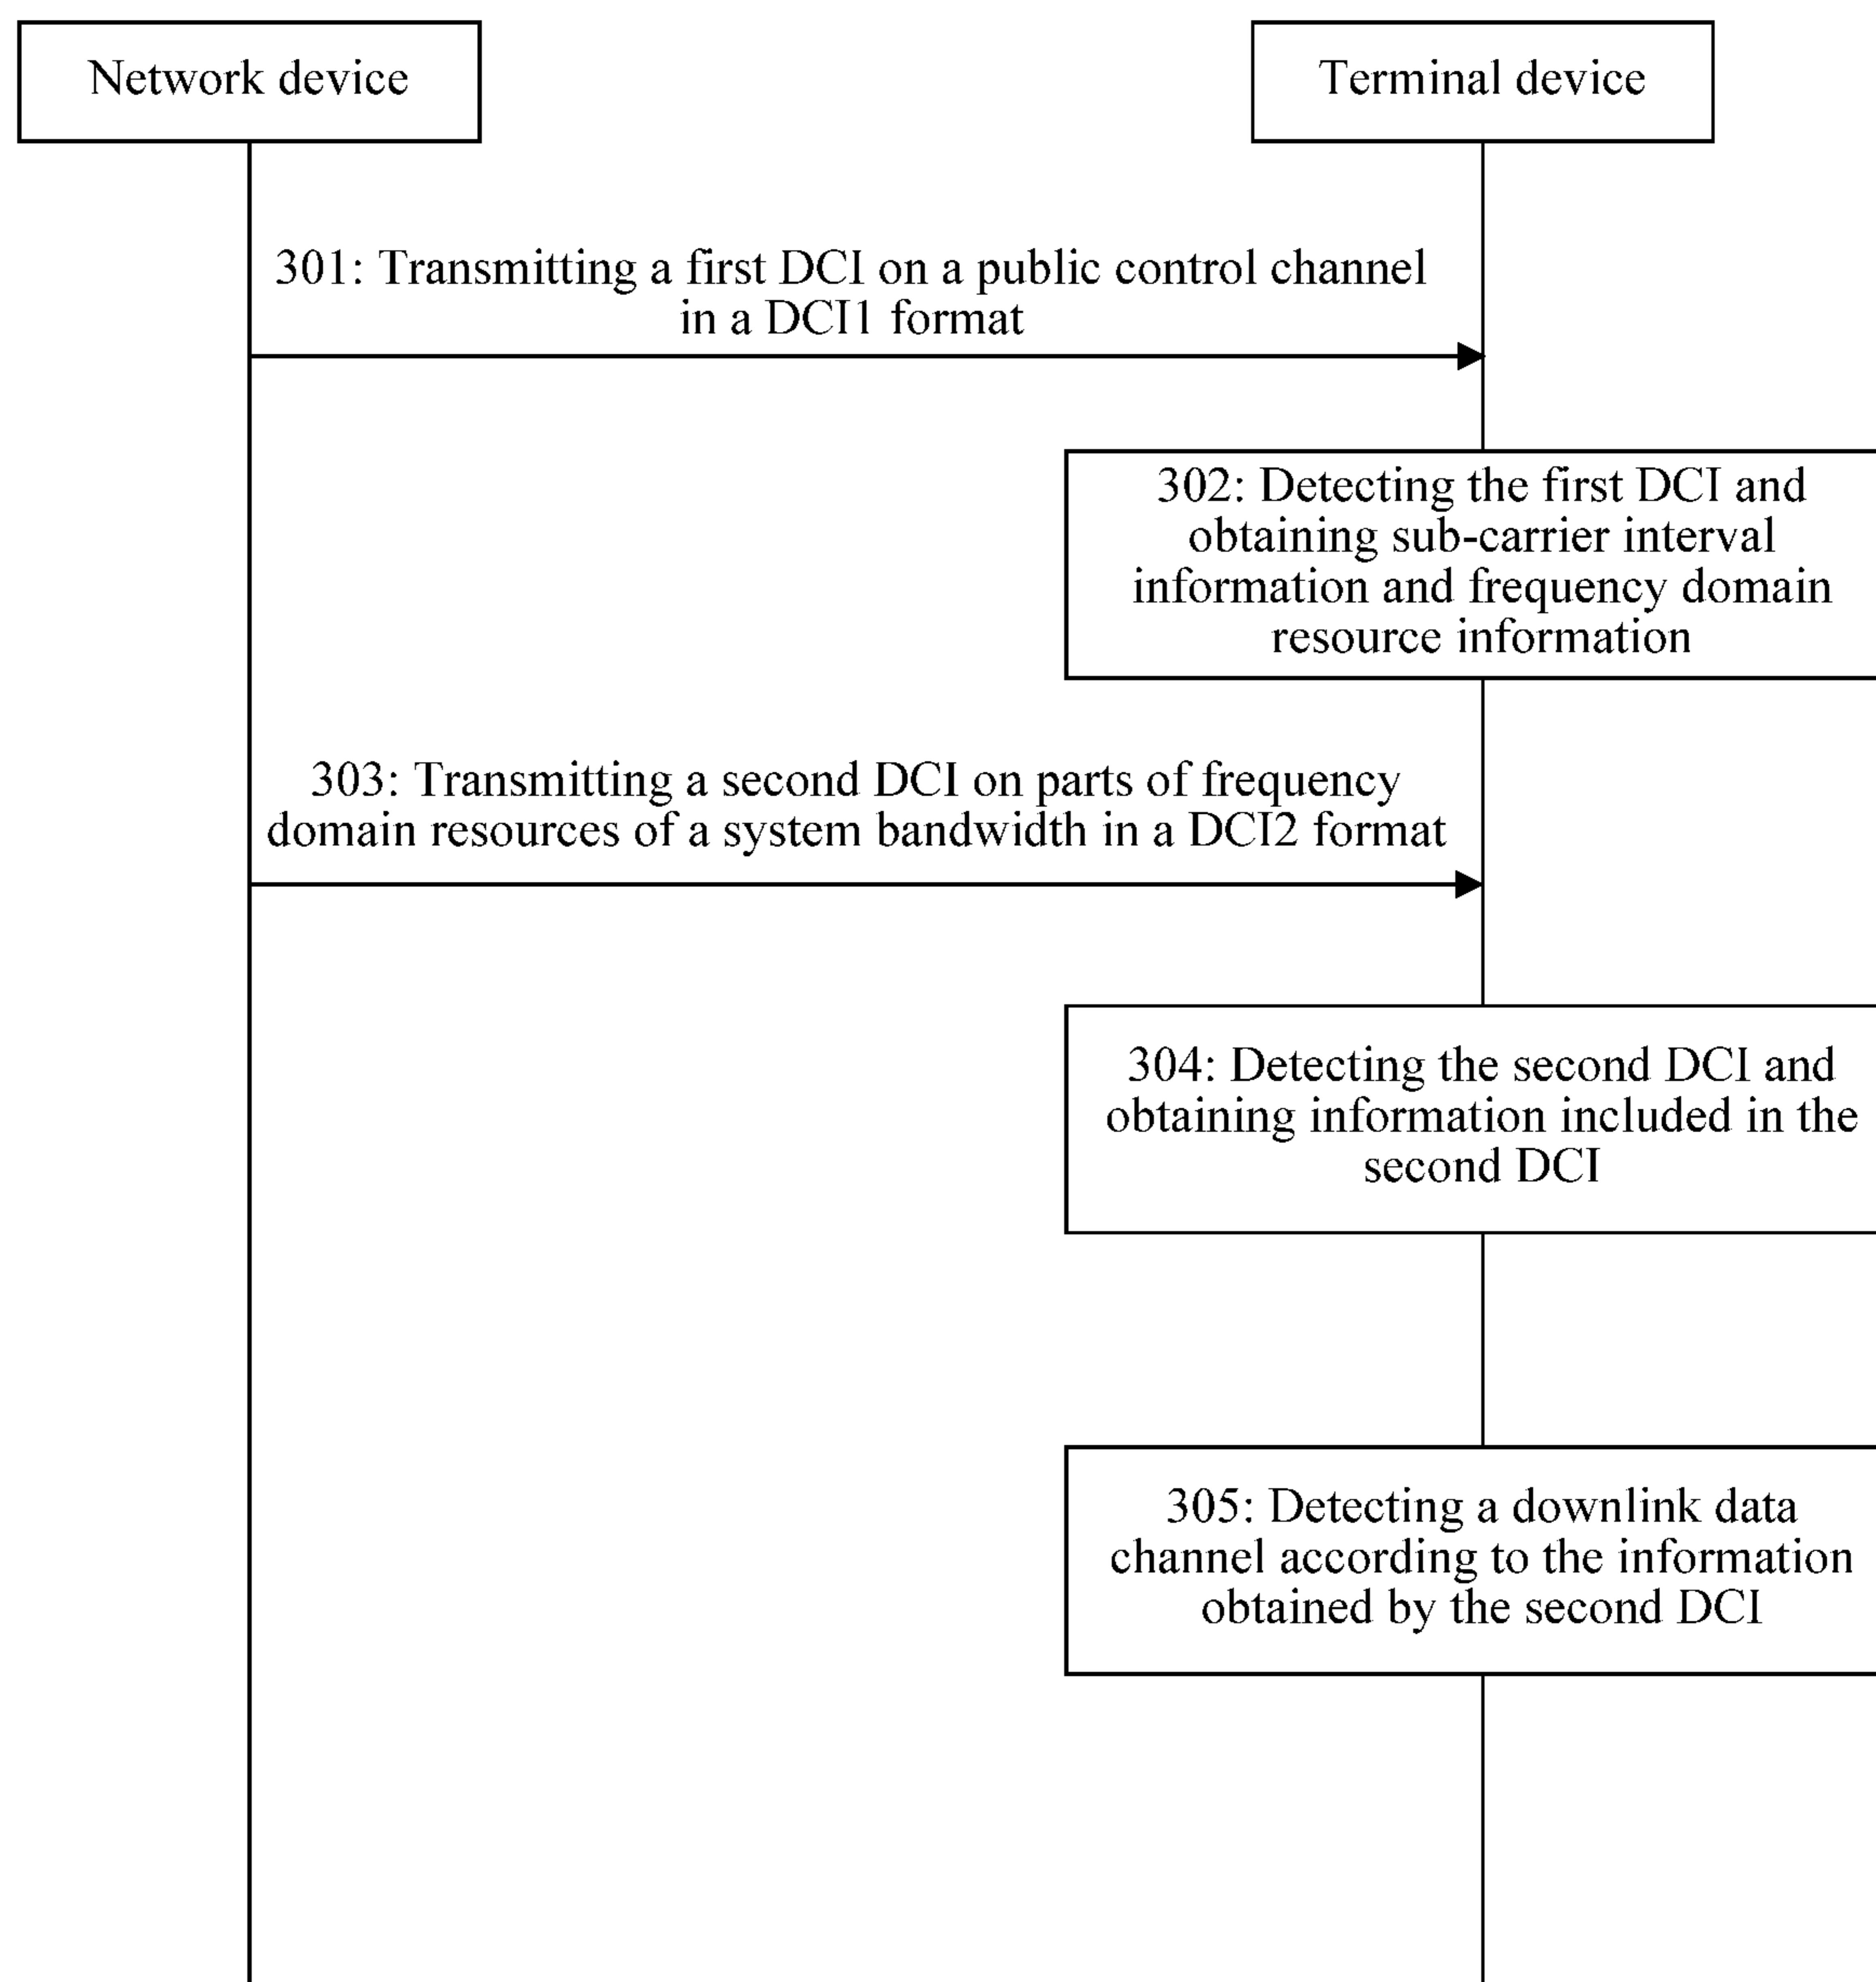 Network device
Terminal device
301: Transmitting a first DCI on a public control channel
in a DCI1 format
302: Detecting the first DCI and
obtaining sub-carrier interval
information and frequency domain
resource information
303: Transmitting a second DCI on parts of frequency
domain resources of a system bandwidth in a DCI2 format
304: Detecting the second DCI and
obtaining information included in the
second DCI
305: Detecting a downlink data
channel according to the information
obtained by the second DCI